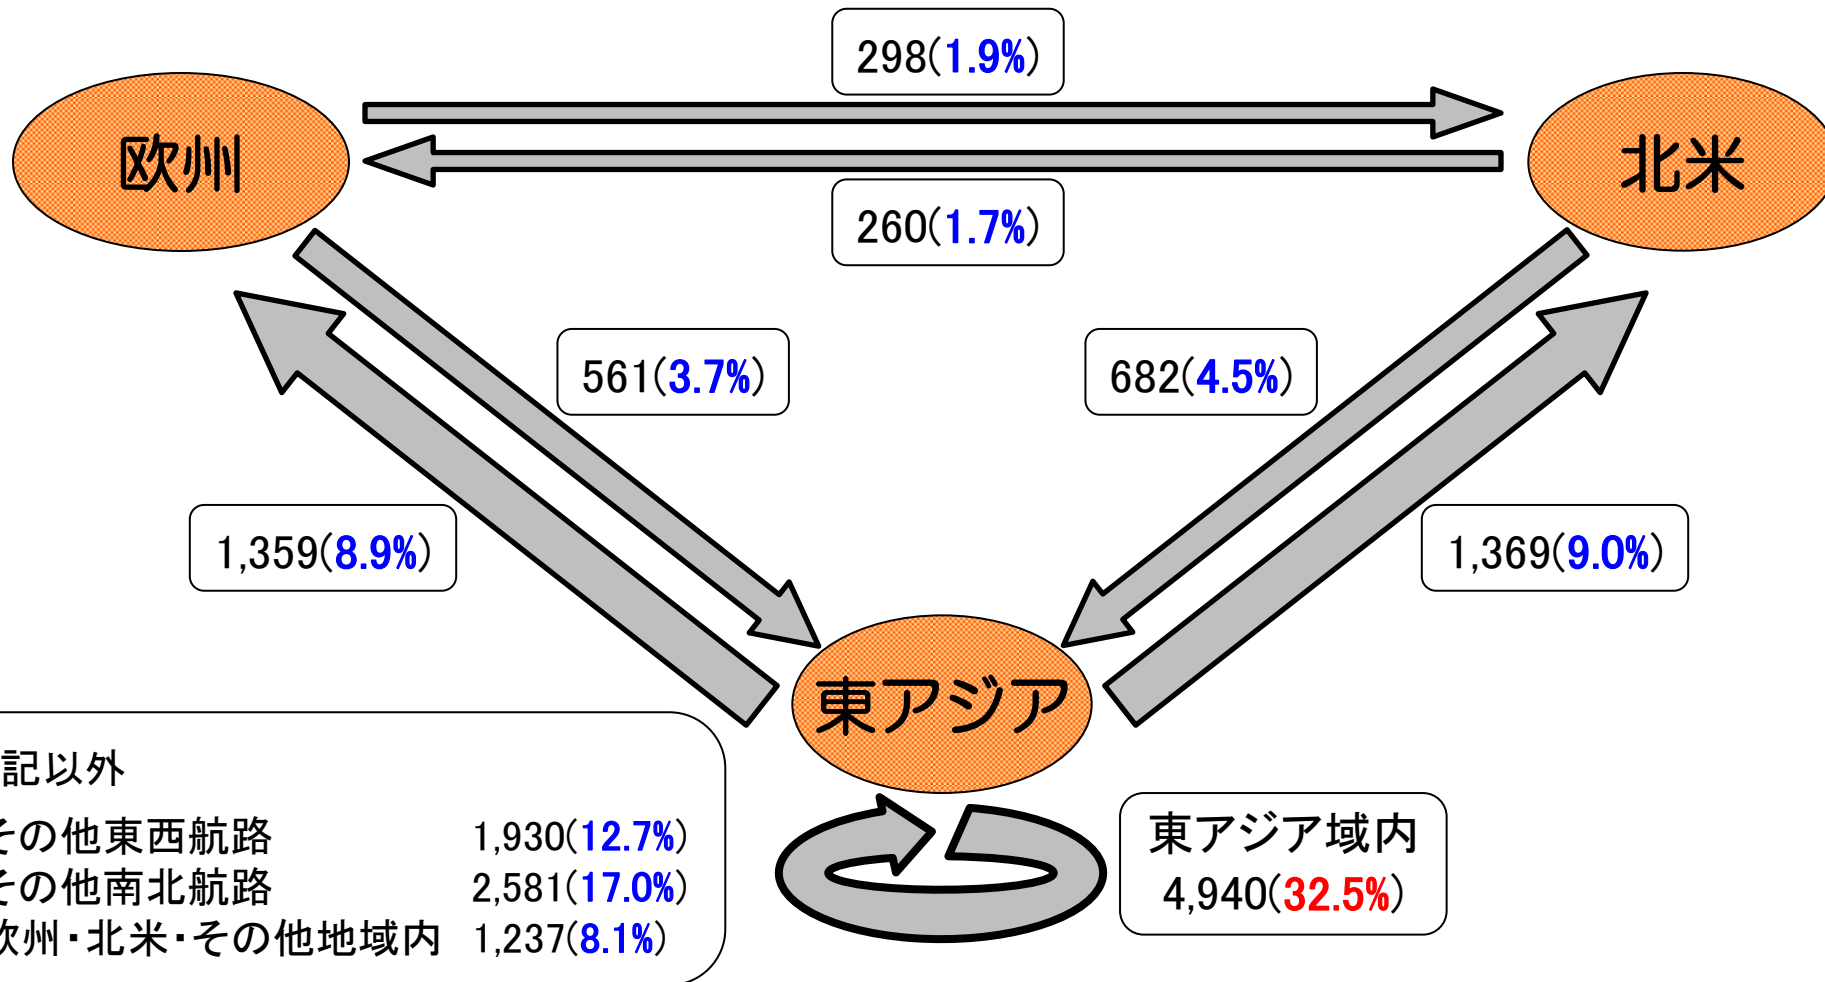 298(1.9%)
欧州
北米
260(1.7%)
561(3.7%)
682(4.5%)
1,359(8.9%)
1,369(9.0%)
東アジア
記以外
その他東西航路 1,930(12.7%)
その他南北航路 2,581(17.0%)
欧州・北米・その他地域内 1,237(8.1%)
東アジア域内
4,940(32.5%)